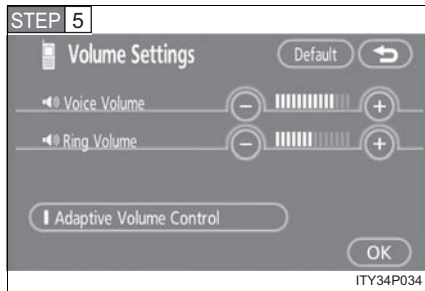 STEP 5
Volume Settings
Default
Voice Volume
Ring Volume
Adaptive Volume Control
OK
ITY34P034